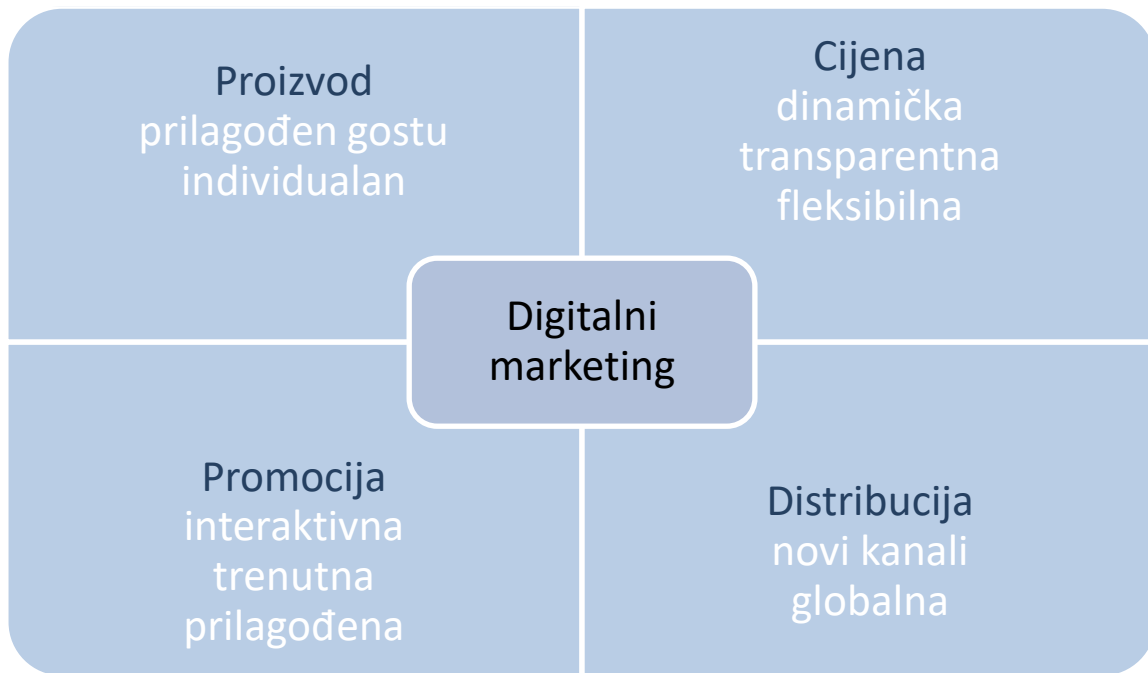 Proizvod
prilagođen gostu
individualan
Cijena
dinamička
transparentna
fleksibilna
Digitalni
marketing
Promocija
interaktivna
trenutna
prilagođena
Distribucija
novi kanali
globalna